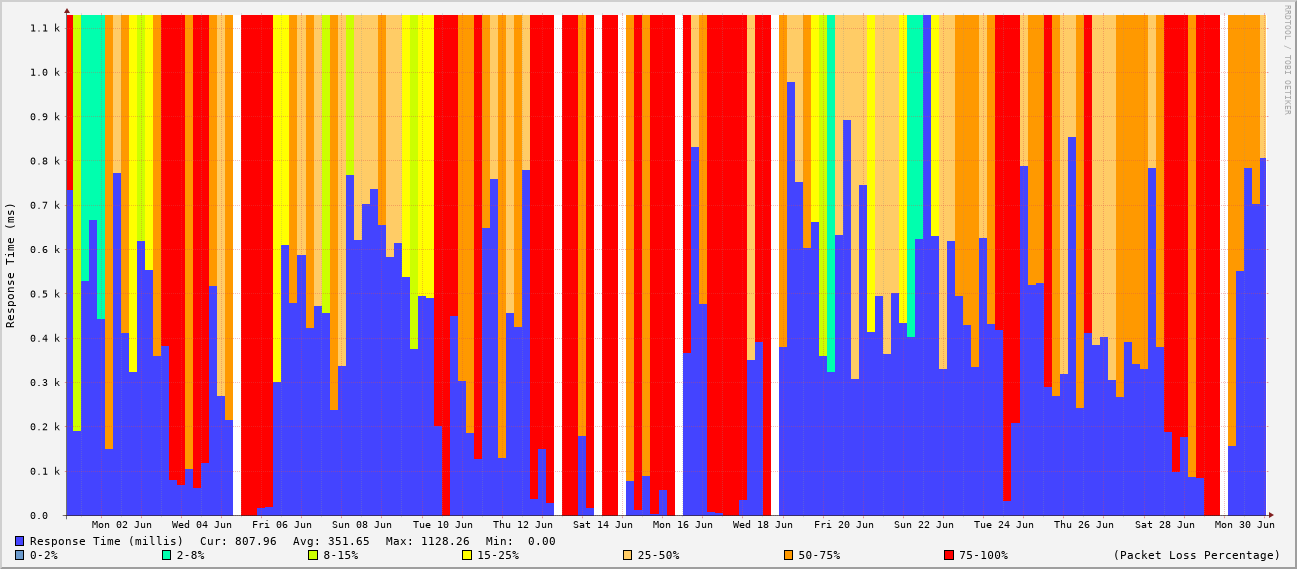 1.1 k
1.0 k
0.9 k
0.8 k
0.7 k
0.6 k
0.5 k
0.4 k
0.3 k
0.2 k
0.1 k
0.0
Response Time (ms)
RRDTOOL / TOBI OETIKER
Mon 02 Jun Wed 04 Jun Fri 06 Jun Sun 08 Jun Tue 10 Jun Thu 12 Jun Sat 14 Jun Mon 16 Jun Wed 18 Jun Fri 20 Jun Sun 22 Jun Tue 24 Jun Thu 26 Jun Sat 28 Jun Mon 30 Jun
Response Time (millis) Cur: 807.96 Avg: 351.65 Max: 1128.26 Min: 0.00
0-2% 2-8% 8-15% 15-25% 25-50% 50-75% 75-100% (Packet Loss Percentage)